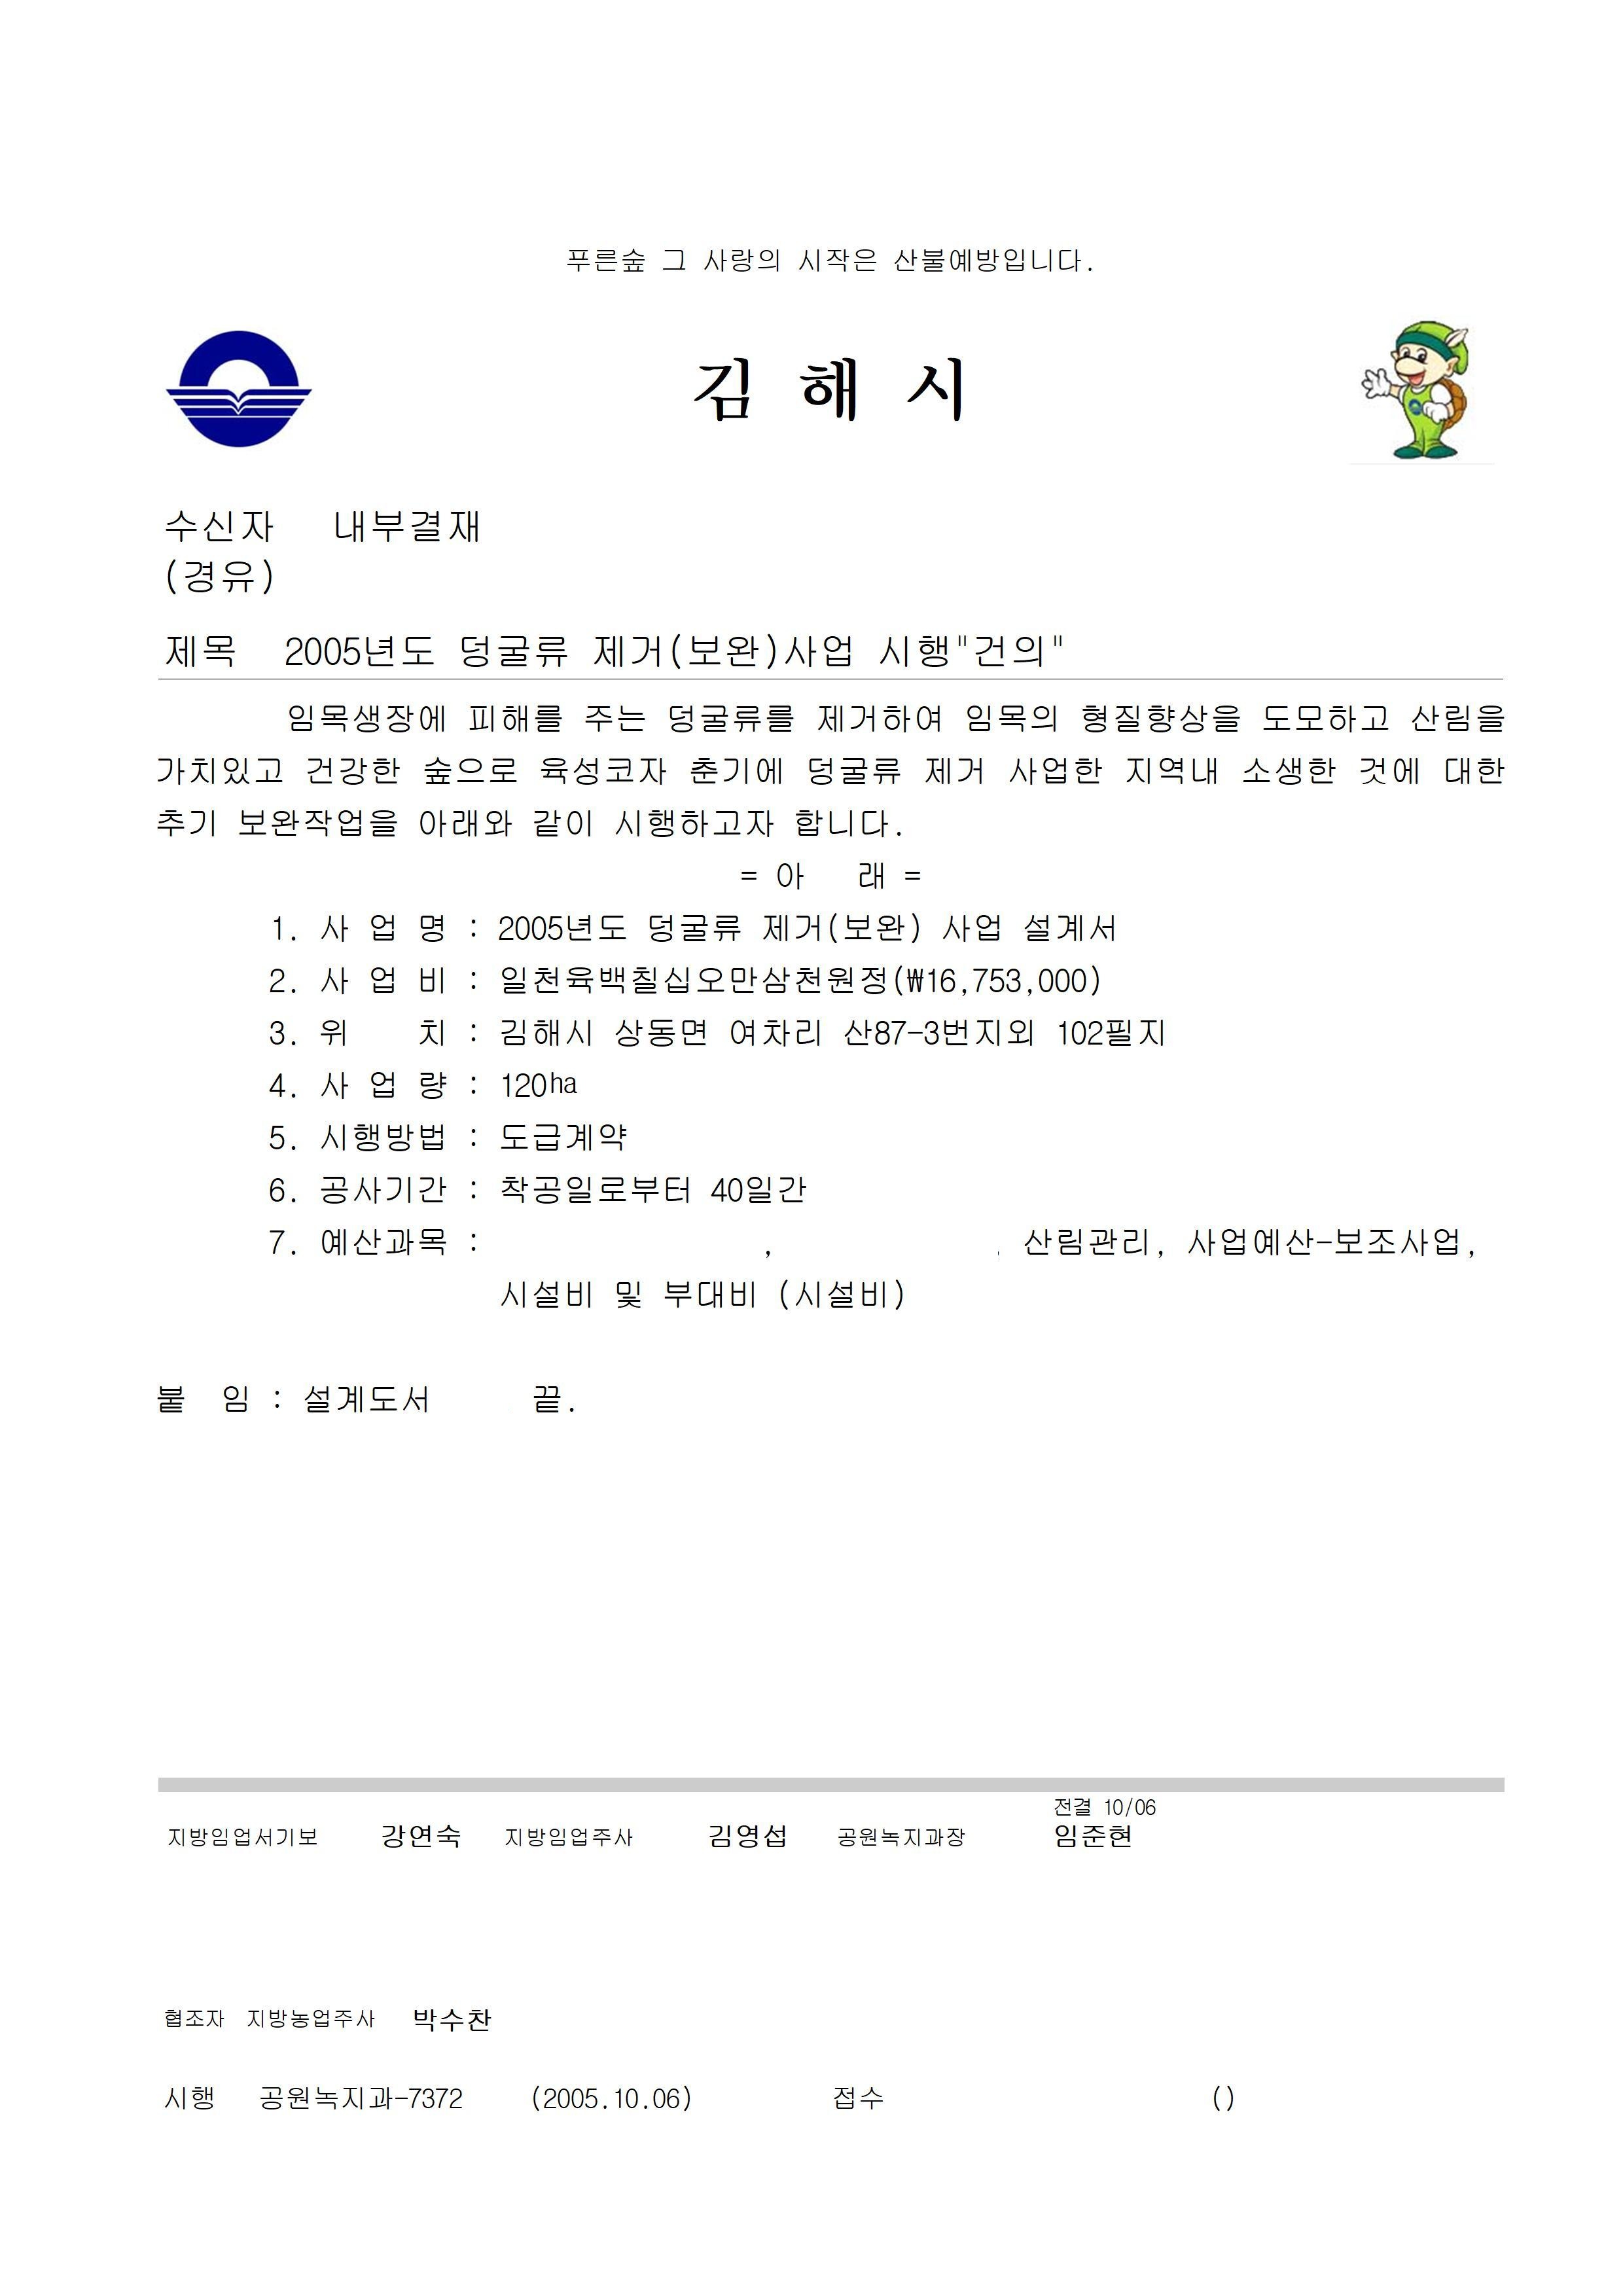 푸른숲 그 사랑의 시작은 산불예방입니다.
김 해 시
수신자 내부결재
(경유)
제목 2005년도 덩굴류 제거(보완)사업 시행"건의"
임목생장에 피해를 주는 덩굴류를 제거하여 임목의 형질향상을 도모하고 산림을
가치있고 건강한 숲으로 육성코자 춘기에 덩굴류 제거 사업한 지역내 소생한 것에 대한
추기 보완작업을 아래와 같이 시행하고자 합니다.
= 아 래 =
1. 사 업 명 : 2005년도 덩굴류 제거(보완) 사업 설계서
2. 사 업 비 : 일천육백칠십오만삼천원정(₩16,753,000)
3. 위 치 : 김해시 상동면 여차리 산87-3번지외 102필지
4. 사 업 량 : 120ha
5. 시행방법 : 도급계약
6. 공사기간 : 착공일로부터 40일간
7. 예산과목 : , , 산림관리, 사업예산-보조사업,
시설비 및 부대비 (시설비)
붙 임 : 설계도서 끝.
전결 10/06
지방임업서기보 강연숙 지방임업주사 김영섭 공원녹지과장 임준현
협조자 지방농업주사 박수찬
시행 공원녹지과-7372 (2005.10.06) 접수 ()